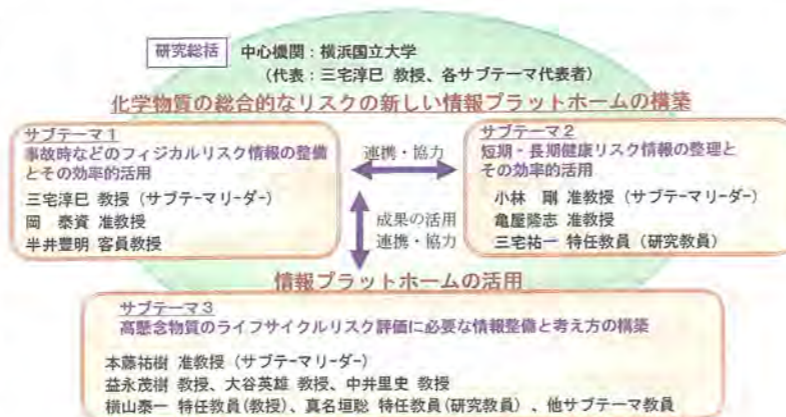 研究総括 中心機関：横浜国立大学
（代表：三宅淳巳 教授、各サブテーマ代表者）
化学物質の総合的なリスクの新しい情報プラットホームの構築
サブテーマ１
事故時などのフィジカルリスク情報の整備
とその効率的活用
三宅淳巳 教授（サブテーマリーダー）
岡　泰資 准教授
半井豊明 客員教授
連携・協力
サブテーマ２
短期・長期健康リスク情報の整理と
その効率的活用
小林　剛 准教授（サブテーマリーダー）
亀屋隆志 准教授
三宅祐一 特任教員（研究教員）
成果の活用
連携・協力
情報プラットホームの活用
サブテーマ３
高懸念物質のライフサイクルリスク評価に必要な情報整備と考え方の構築
本藤祐樹 准教授（サブテーマリーダー）
益永茂樹 教授、大谷英雄 教授、中井里史 教授
横山泰一 特任教員(教授)、真名垣聡 特任教員(研究教員) 、他サブテーマ教員